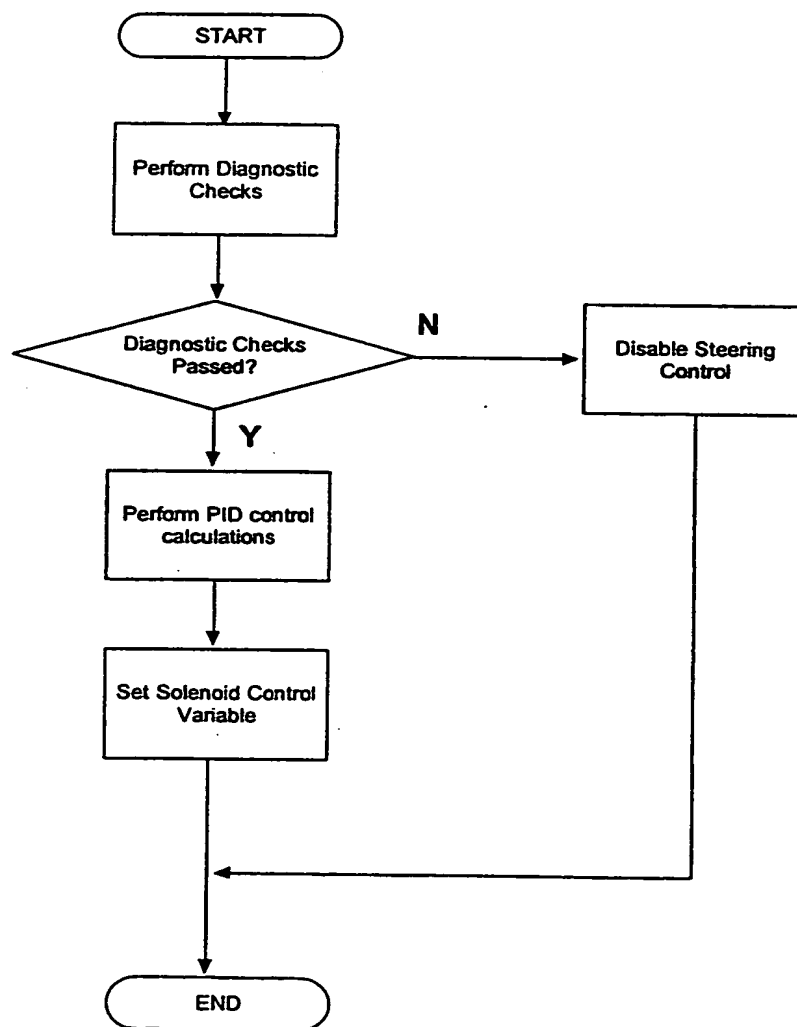 START
Perform Diagnostic
Checks
Diagnostic Checks
Passed?
N
Disable Steering
Control
Y
Perform PID control
calculations
Set Solenoid Control
Variable
END